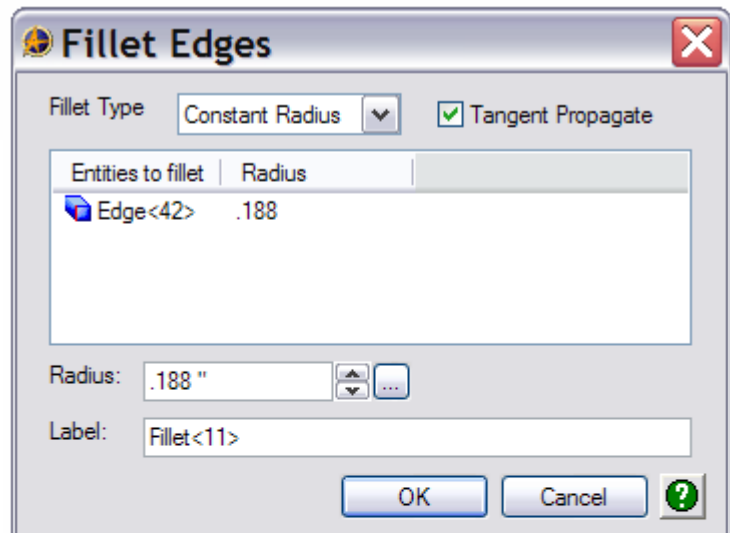 Fillet Edges
Fillet Type Constant Radius Tangent Propagate
Entities to fillet Radius
Edge<42> .188
Radius: .188 " ...
Label: Fillet<11>
OK Cancel ?